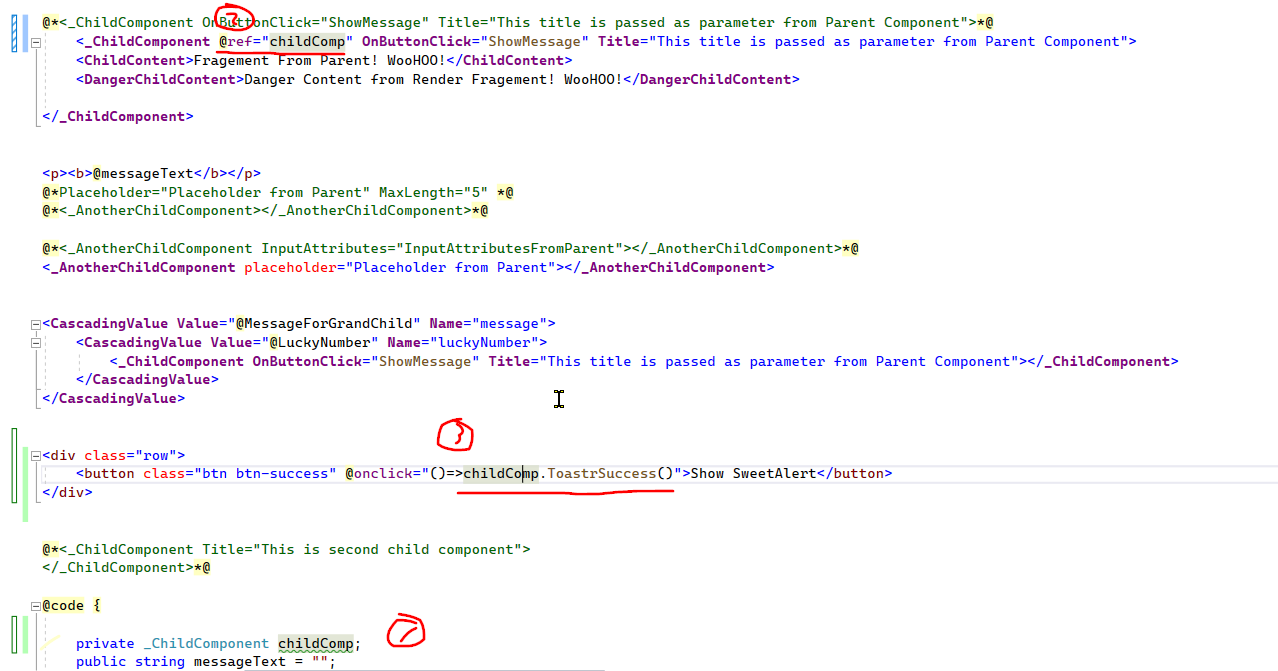 @*<_ChildComponent OnButtonClick="ShowMessage" Title="This title is passed as parameter from Parent Component">*@
2
<_ChildComponent @ref="childComp" OnButtonClick="ShowMessage" Title="This title is passed as parameter from Parent Component">
<ChildContent>Fragement From Parent! WooHOO!</ChildContent>
<DangerChildContent>Danger Content from Render Fragement! WooHOO!</DangerChildContent>
</_ChildComponent>
<p><b>@messageText</b></p>
@*Placeholder="Placeholder from Parent" MaxLength="5" *@
@*<_AnotherChildComponent></_AnotherChildComponent>*@
@*<_AnotherChildComponent InputAttributes="InputAttributesFromParent"></_AnotherChildComponent>*@
<_AnotherChildComponent placeholder="Placeholder from Parent"></_AnotherChildComponent>
<CascadingValue Value="@MessageForGrandChild" Name="message">
<CascadingValue Value="@LuckyNumber" Name="luckyNumber">
<_ChildComponent OnButtonClick="ShowMessage" Title="This title is passed as parameter from Parent Component"></_ChildComponent>
</CascadingValue>
</CascadingValue>
3
<div class="row">
<button class="btn btn-success" @onclick="()=>childComp.ToastrSuccess()">Show SweetAlert</button>
</div>
@*<_ChildComponent Title="This is second child component">
</_ChildComponent>*@
@code {
1
private _ChildComponent childComp;
public string messageText = "";